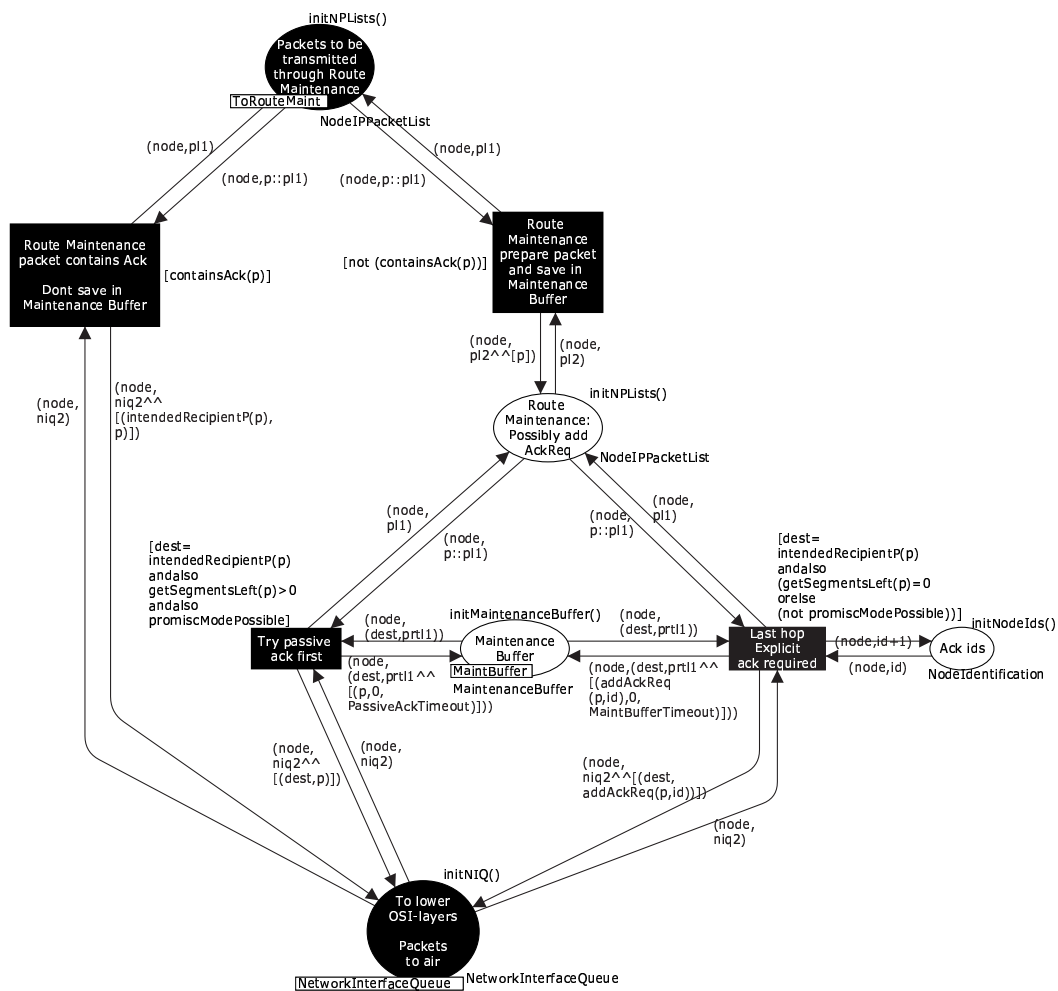 initNPLists()
Packets to be
transmitted
through Route
Maintenance
ToRouteMaint
NodeIPPacketList
(node,pl1)
(node,p::pl1)
(node,p::pl1)
(node,pl1)
Route Maintenance
packet contains Ack
Dont save in
Maintenance Buffer
[containsAck(p)]
[not (containsAck(p))]
Route
Maintenance
prepare packet
and save in
Maintenance
Buffer
(node,
pl2^^[p])
(node,
pl2)
(node,
niq2)
(node,
niq2^^
[(intendedRecipientP(p),
p)])
initNPLists()
Route
Maintenance:
Possibly add
AckReq
NodeIPPacketList
(node,
pl1)
(node,
p::pl1)
(node,
p::pl1)
(node,
pl1)
[dest=
intendedRecipientP(p)
andalso
getSegmentsLeft(p)>0
andalso
promiscModePossible]
[dest=
intendedRecipientP(p)
andalso
(getSegmentsLeft(p)=0
orelse
(not promiscModePossible))]
Try passive
ack first
(node,
(dest,prtl1))
(node,
(dest,prtl1^^
[(p,0,
PassiveAckTimeout)]))
initMaintenanceBuffer()
Maintenance
Buffer
MaintBuffer
MaintenanceBuffer
(node,
(dest,prtl1))
(node,(dest,prtl1^^
[(addAckReq
(p,id),0,
MaintBufferTimeout)]))
Last hop
Explicit
ack required
(node,id+1)
(node,id)
initNodeIds()
Ack ids
NodeIdentification
(node,
niq2^^
[(dest,p)])
(node,
niq2)
(node,
niq2^^[(dest,
addAckReq(p,id))])
(node,
niq2)
initNIQ()
To lower
OSI-layers
Packets
to air
NetworkInterfaceQueue
NetworkInterfaceQueue